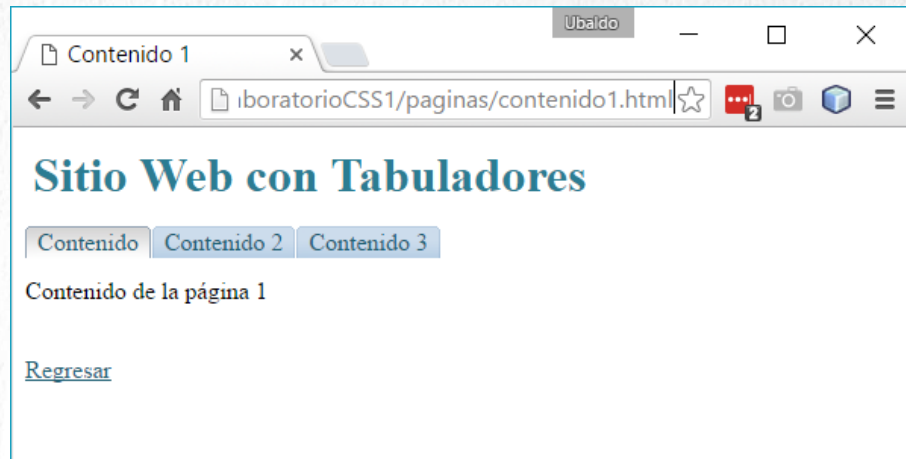 Ubaldo
Contenido 1
boratorioCSS1/paginas/contenido1.html
2
Sitio Web con Tabuladores
Contenido Contenido 2 Contenido 3
Contenido de la página 1
Regresar